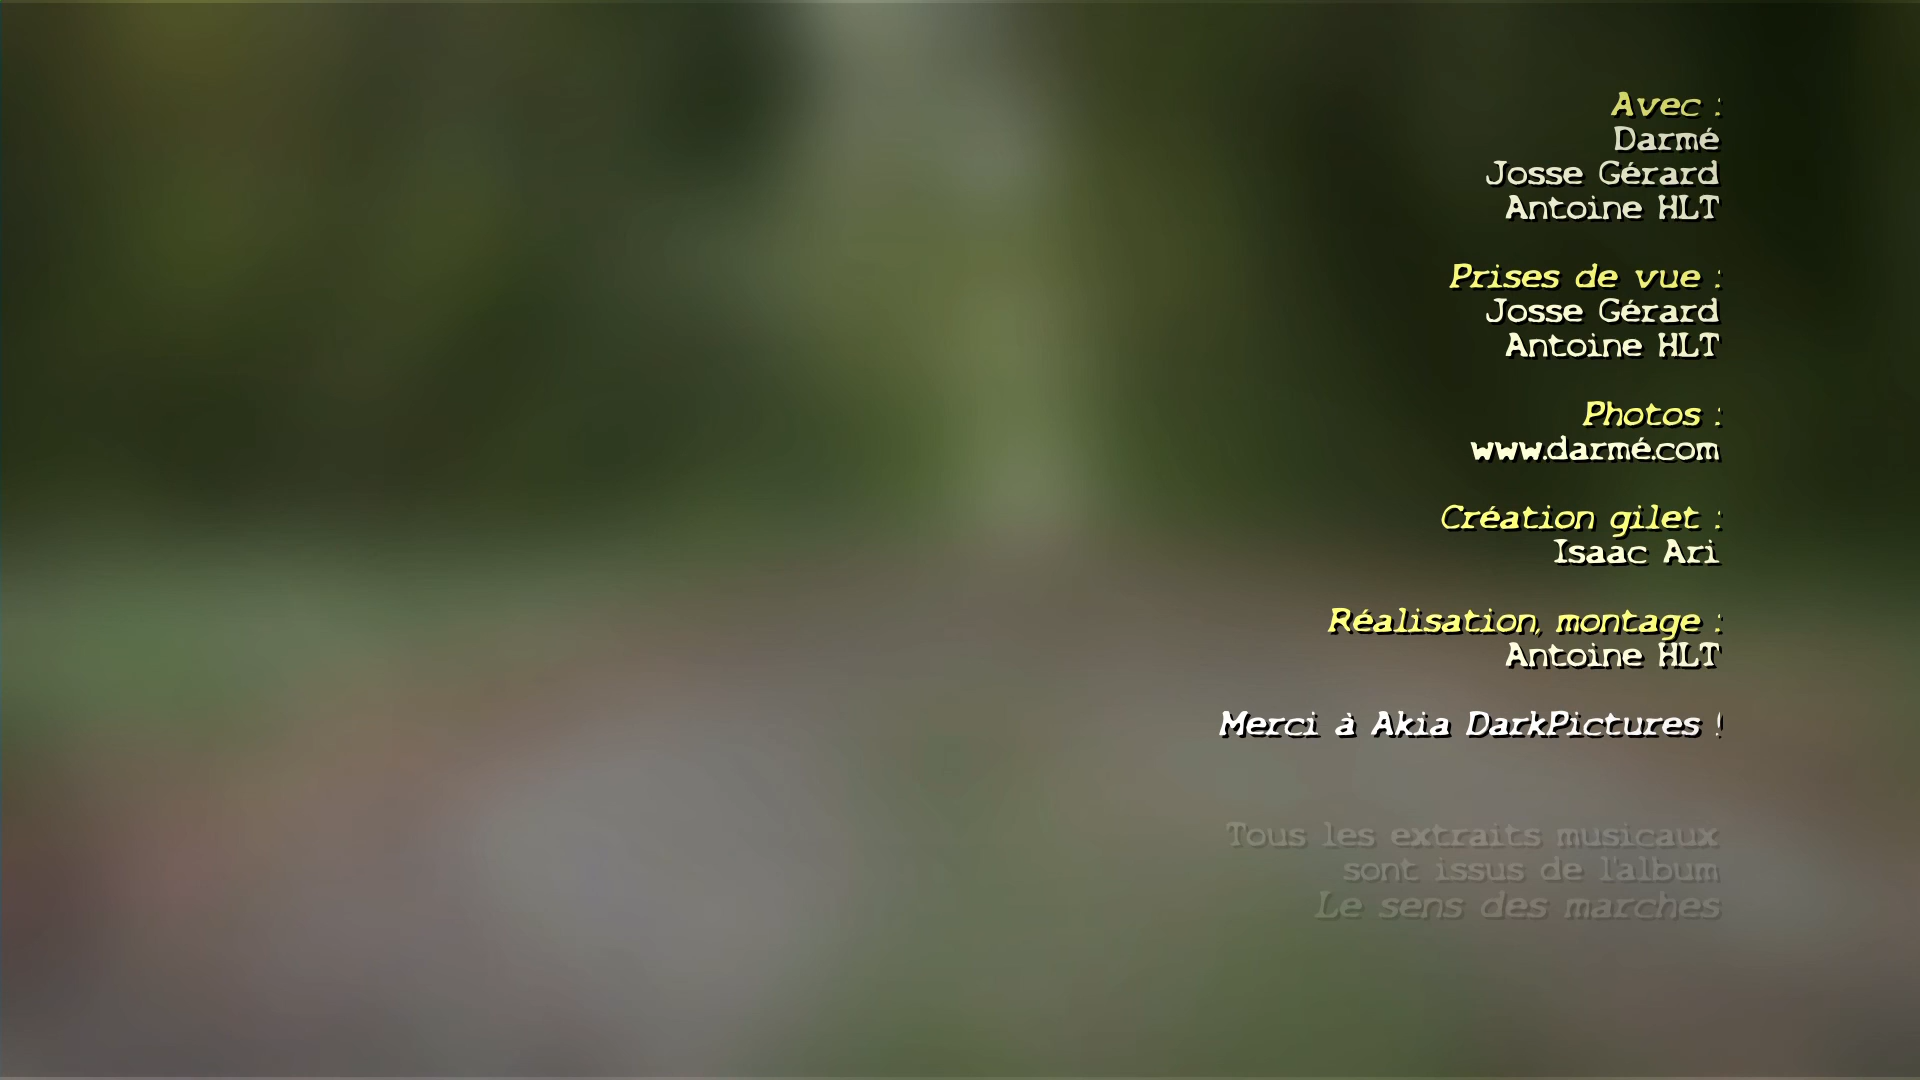 Avec :
Darmé
Josse Gérard
Antoine HLT
Prises de vue :
Josse Gérard
Antoine HLT
Photos :
www.darmé.com
Création gilet :
Isaac Ari
Réalisation, montage :
Antoine HLT
Merci à Akia DarkPictures !
Tous les extraits musicaux
sont issus de l'album
Le sens des marches